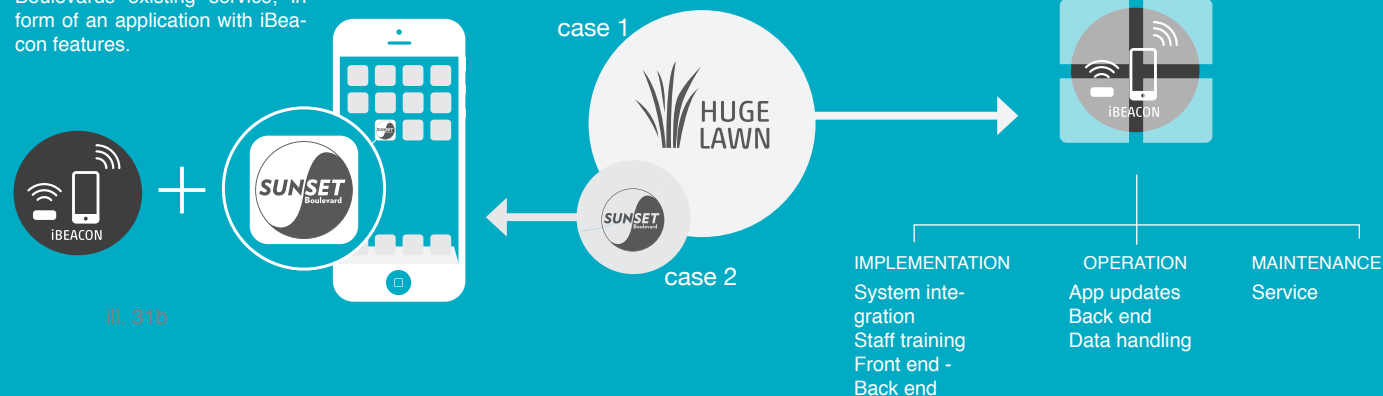 Boulevards existing service, in
form of an application with iBea-
con features.
iBEACON
SUNSET
Boulevard
SUNSET
case 1
HUGE
LAWN
SUNSET
Boulevard
case 2
ill. 31b
iBEACON
IMPLEMENTATION
System inte-
gration
Staff training
Front end -
Back end
OPERATION
App updates
Back end
Data handling
MAINTENANCE
Service